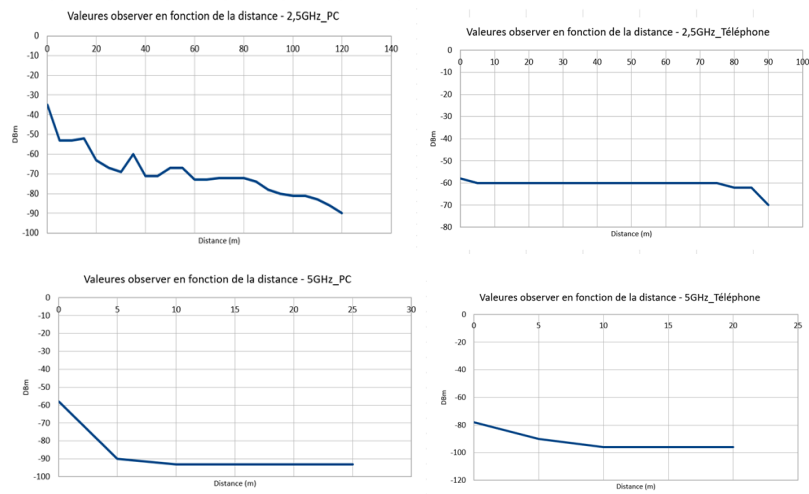 Valeures observer en fonction de la distance - 2,5GHz_PC
0 20 40 60 80 100 120 140
0
-10
-20
-30
-40
-50
-60
-70
-80
-90
-100
DBm
Distance (m)
Valeures observer en fonction de la distance - 2,5GHz_Téléphone
0 10 20 30 40 50 60 70 80 90 100
0
-10
-20
-30
-40
-50
-60
-70
-80
DBm
Distance (m)
Valeures observer en fonction de la distance - 5GHz_PC
0 5 10 15 20 25 30
0
-10
-20
-30
-40
-50
-60
-70
-80
-90
-100
DBm
Distance (m)
Valeures observer en fonction de la distance - 5GHz_Téléphone
0 5 10 15 20 25
0
-20
-40
-60
-80
-100
-120
DBm
Distance (m)